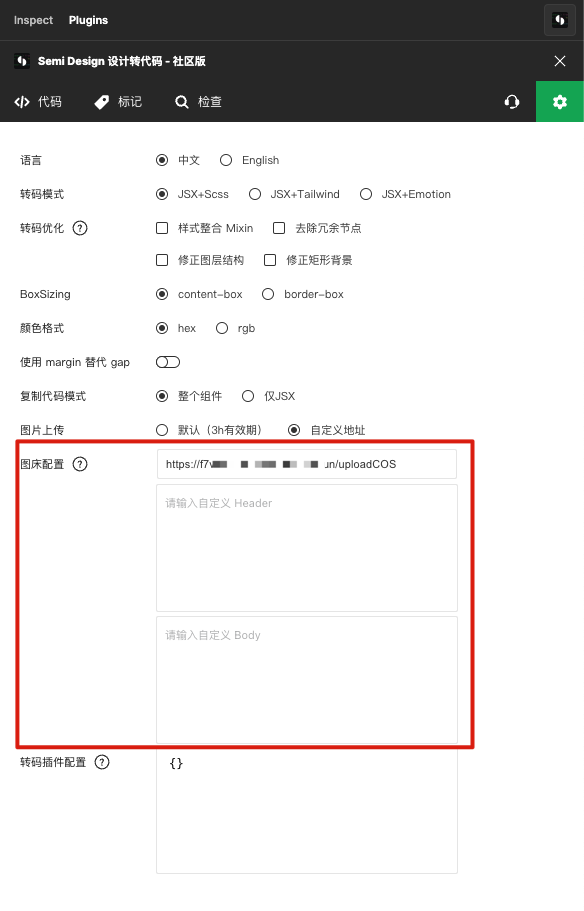 Inspect Plugins
Semi Design 设计转代码 - 社区版
代码 标记 检查
语言 中文 English
转码模式 JSX+Scss JSX+Tailwind JSX+Emotion
转码优化 ? 样式整合 Mixin 去除冗余节点
修正图层结构 修正矩形背景
BoxSizing content-box border-box
颜色格式 hex rgb
使用 margin 替代 gap
复制代码模式 整个组件 仅JSX
图片上传 默认（3h有效期） 自定义地址
图床配置 ? https://f7 un/uploadCOS
请输入自定义 Header
请输入自定义 Body
转码插件配置 ? {}